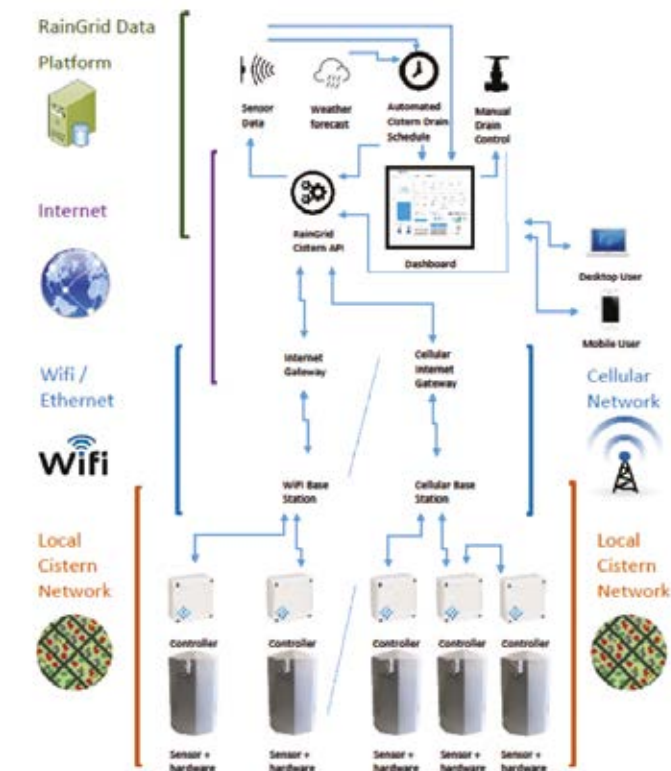 RainGrid Data
Platform
Sensor
Data
Weather
forecast
Automated
Cistern Drain
Schedule
Manual
Drain
Control
Internet
RainGrid
Cistern API
Dashboard
Desktop User
Mobile User
Internet
Gateway
Cellular
Internet
Gateway
Wifi /
Ethernet
Cellular
Network
WiFi
WiFi Base
Station
Cellular Base
Station
Local
Cistern
Network
Local
Cistern
Network
Controller
Controller
Controller
Controller
Controller
Sensor +
hardware
Sensor +
hardware
Sensor +
hardware
Sensor +
hardware
Sensor +
hardware